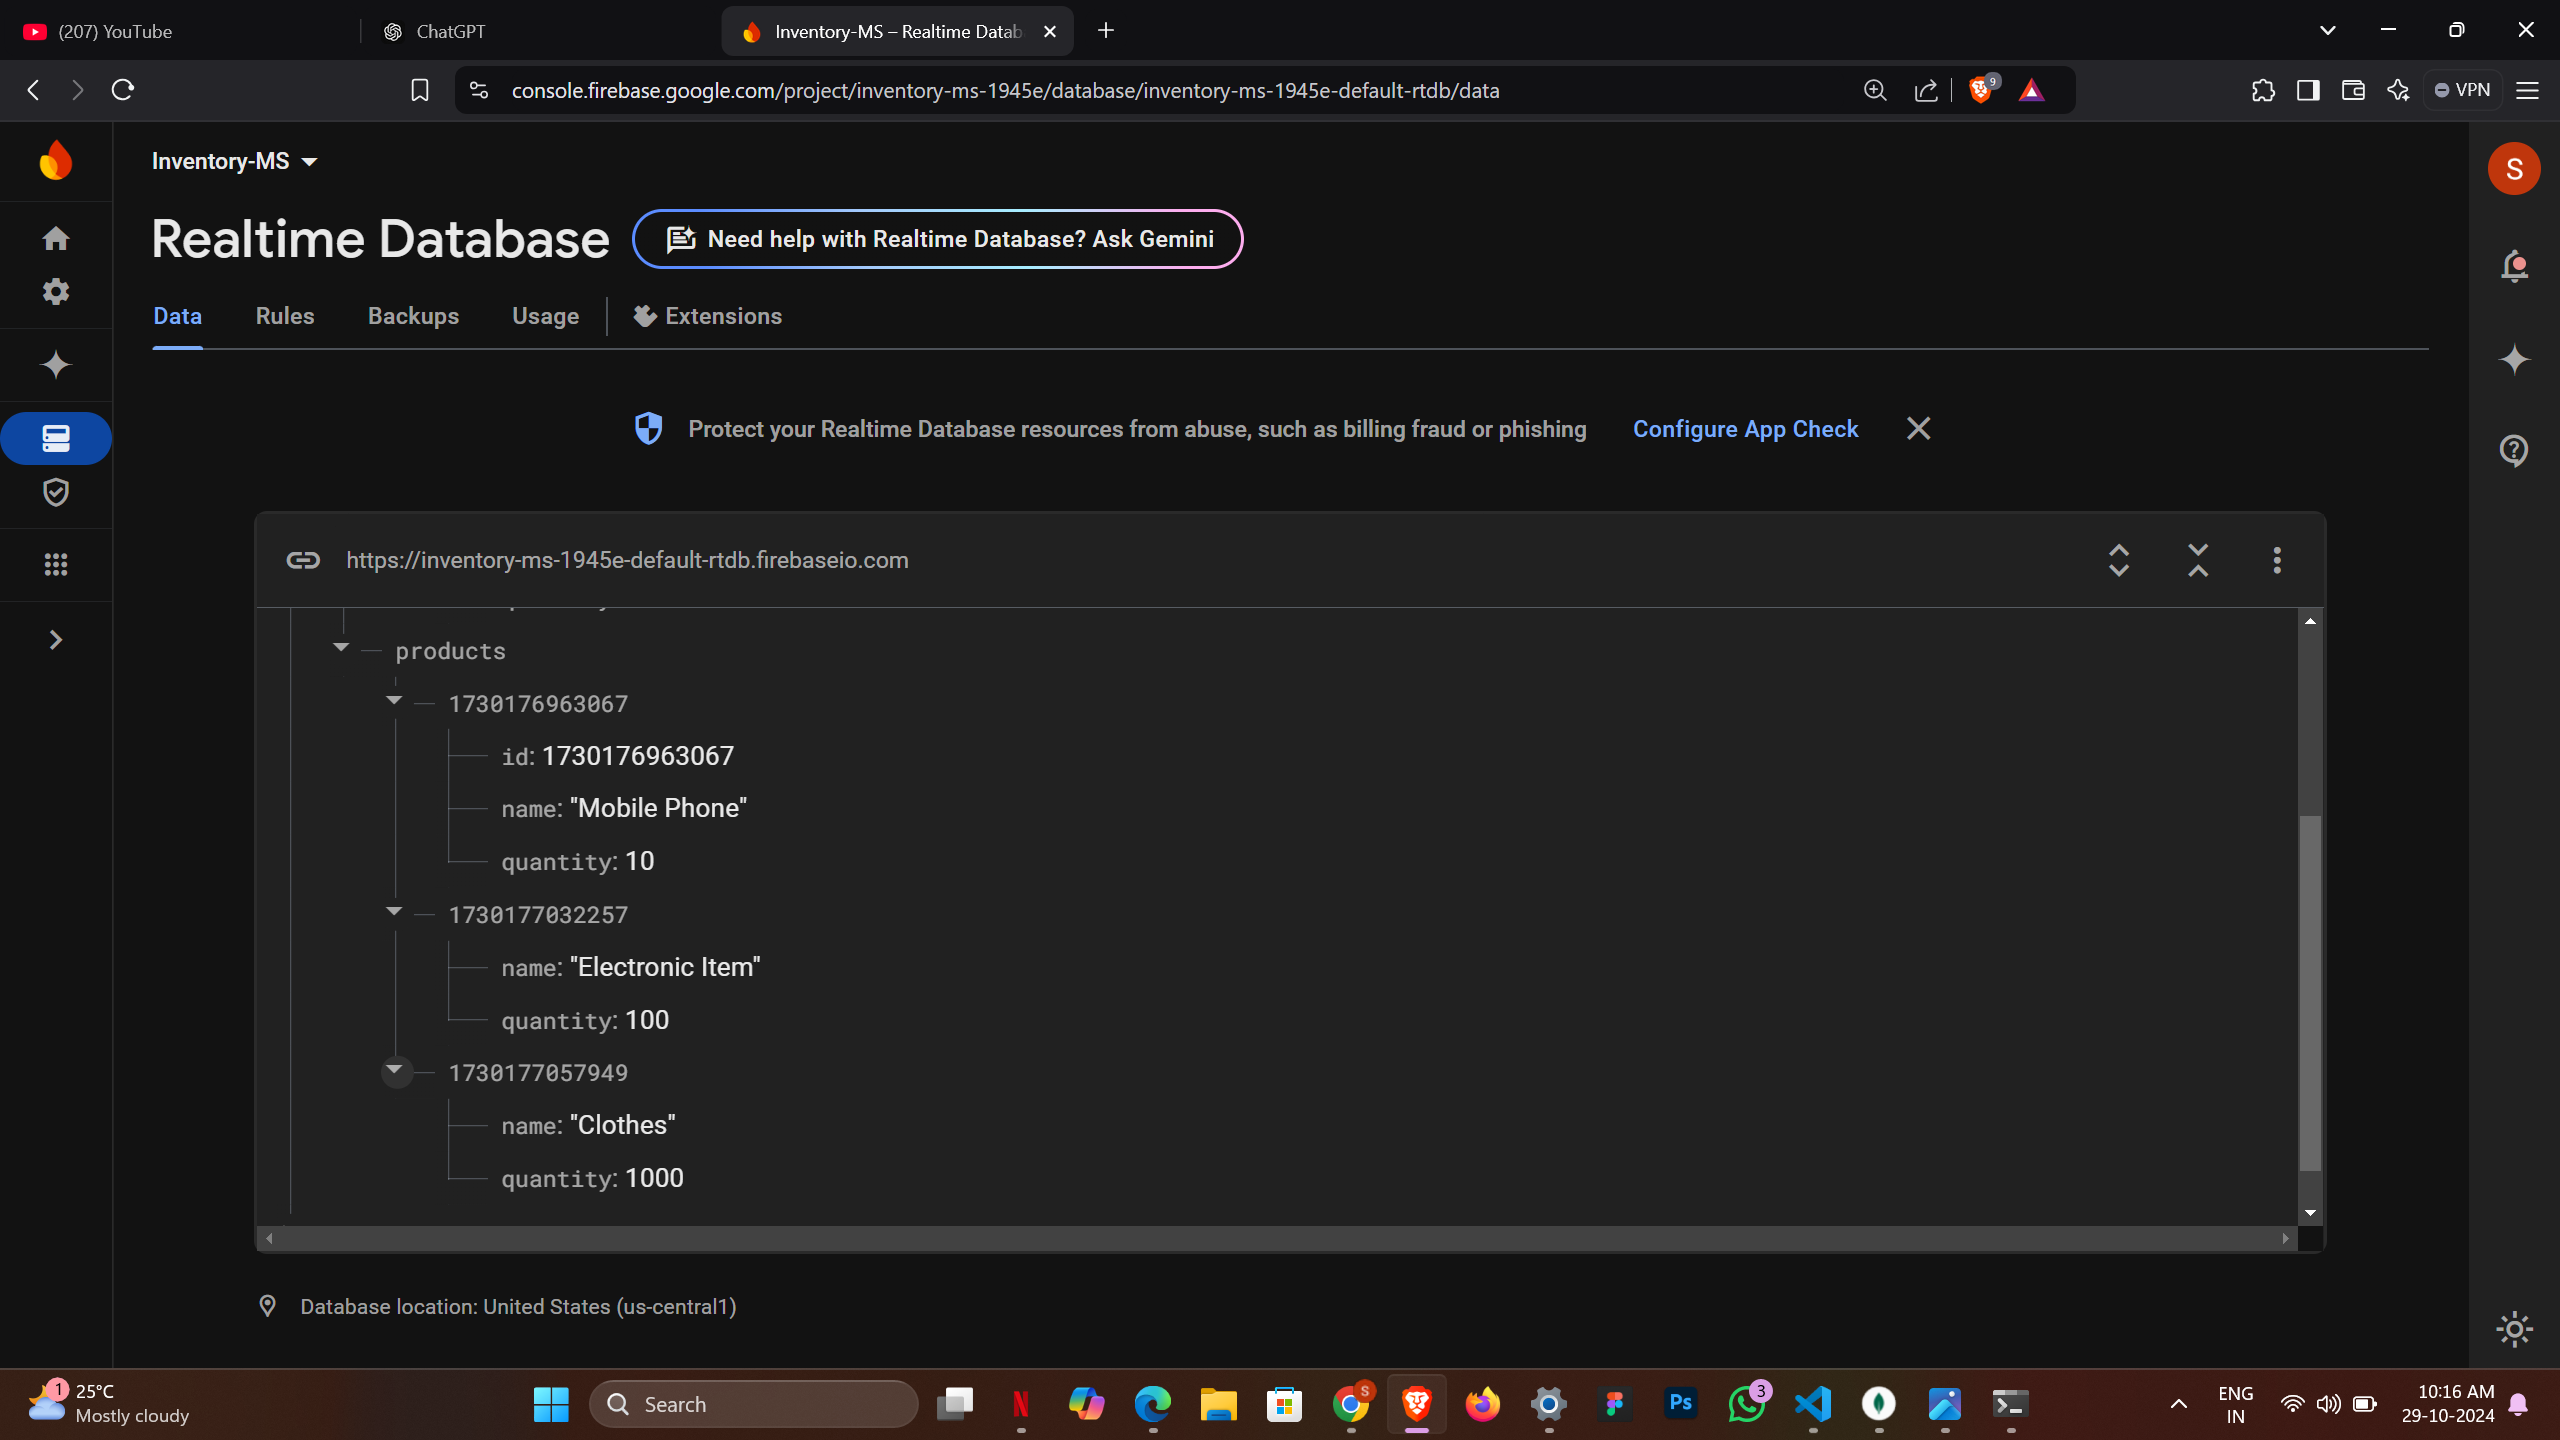 (207) YouTube
ChatGPT
Inventory-MS – Realtime Datab
console.firebase.google.com/project/inventory-ms-1945e/database/inventory-ms-1945e-default-rtdb/data
9
VPN
Inventory-MS
S
Realtime Database
Need help with Realtime Database? Ask Gemini
Data
Rules
Backups
Usage
Extensions
Protect your Realtime Database resources from abuse, such as billing fraud or phishing
Configure App Check
https://inventory-ms-1945e-default-rtdb.firebaseio.com
products
1730176963067
id: 1730176963067
name: "Mobile Phone"
quantity: 10
1730177032257
name: "Electronic Item"
quantity: 100
1730177057949
name: "Clothes"
quantity: 1000
Database location: United States (us-central1)
1
25°C
Mostly cloudy
Search
N
S
Ps
3
ENG
IN
10:16 AM
29-10-2024